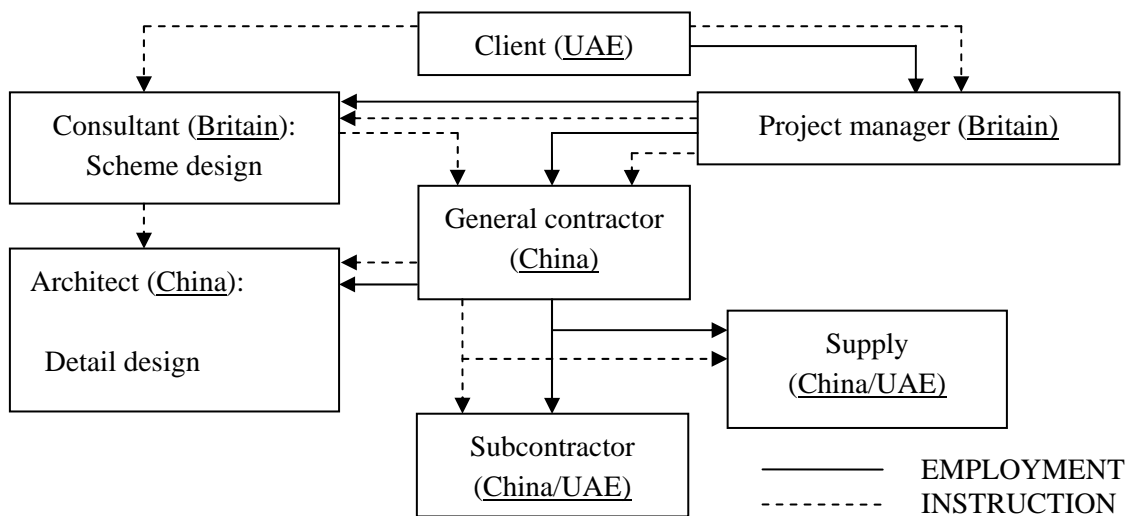 Client (UAE)
Consultant (Britain):
Scheme design
Project manager (Britain)
General contractor
(China)
Architect (China):
Detail design
Supply
(China/UAE)
Subcontractor
(China/UAE)
EMPLOYMENT
INSTRUCTION